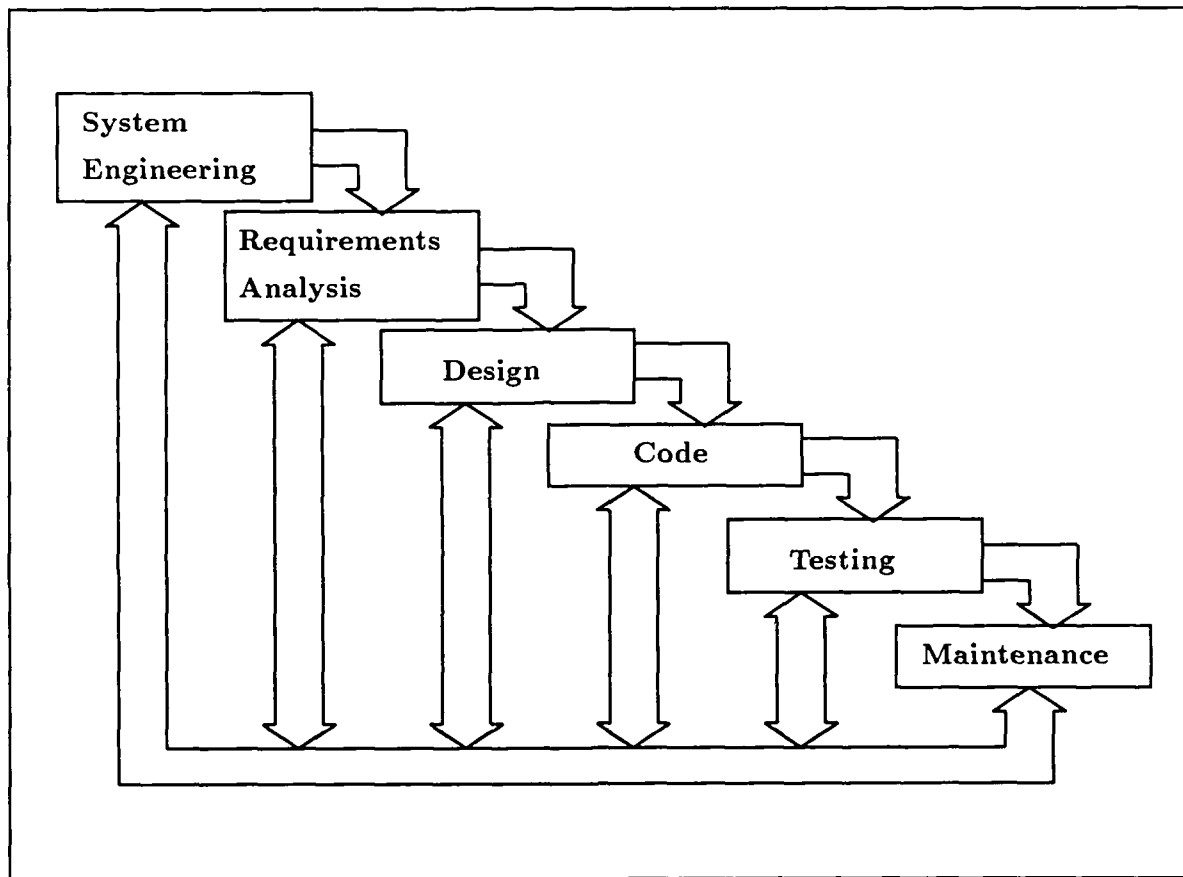 System
Engineering
Requirements
Analysis
Design
Code
Testing
Maintenance